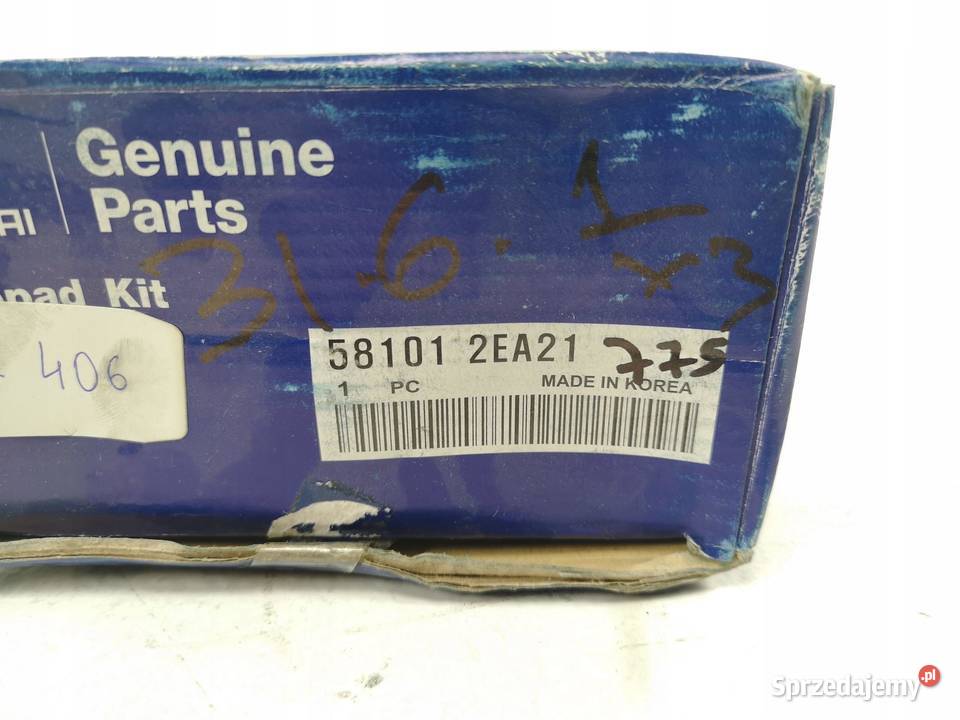 Genuine
Parts
AI
pad Kit
31.6.1/x3
406
58101 2EA21
775
1 PC MADE IN KOREA
Sprzedajemy.pl